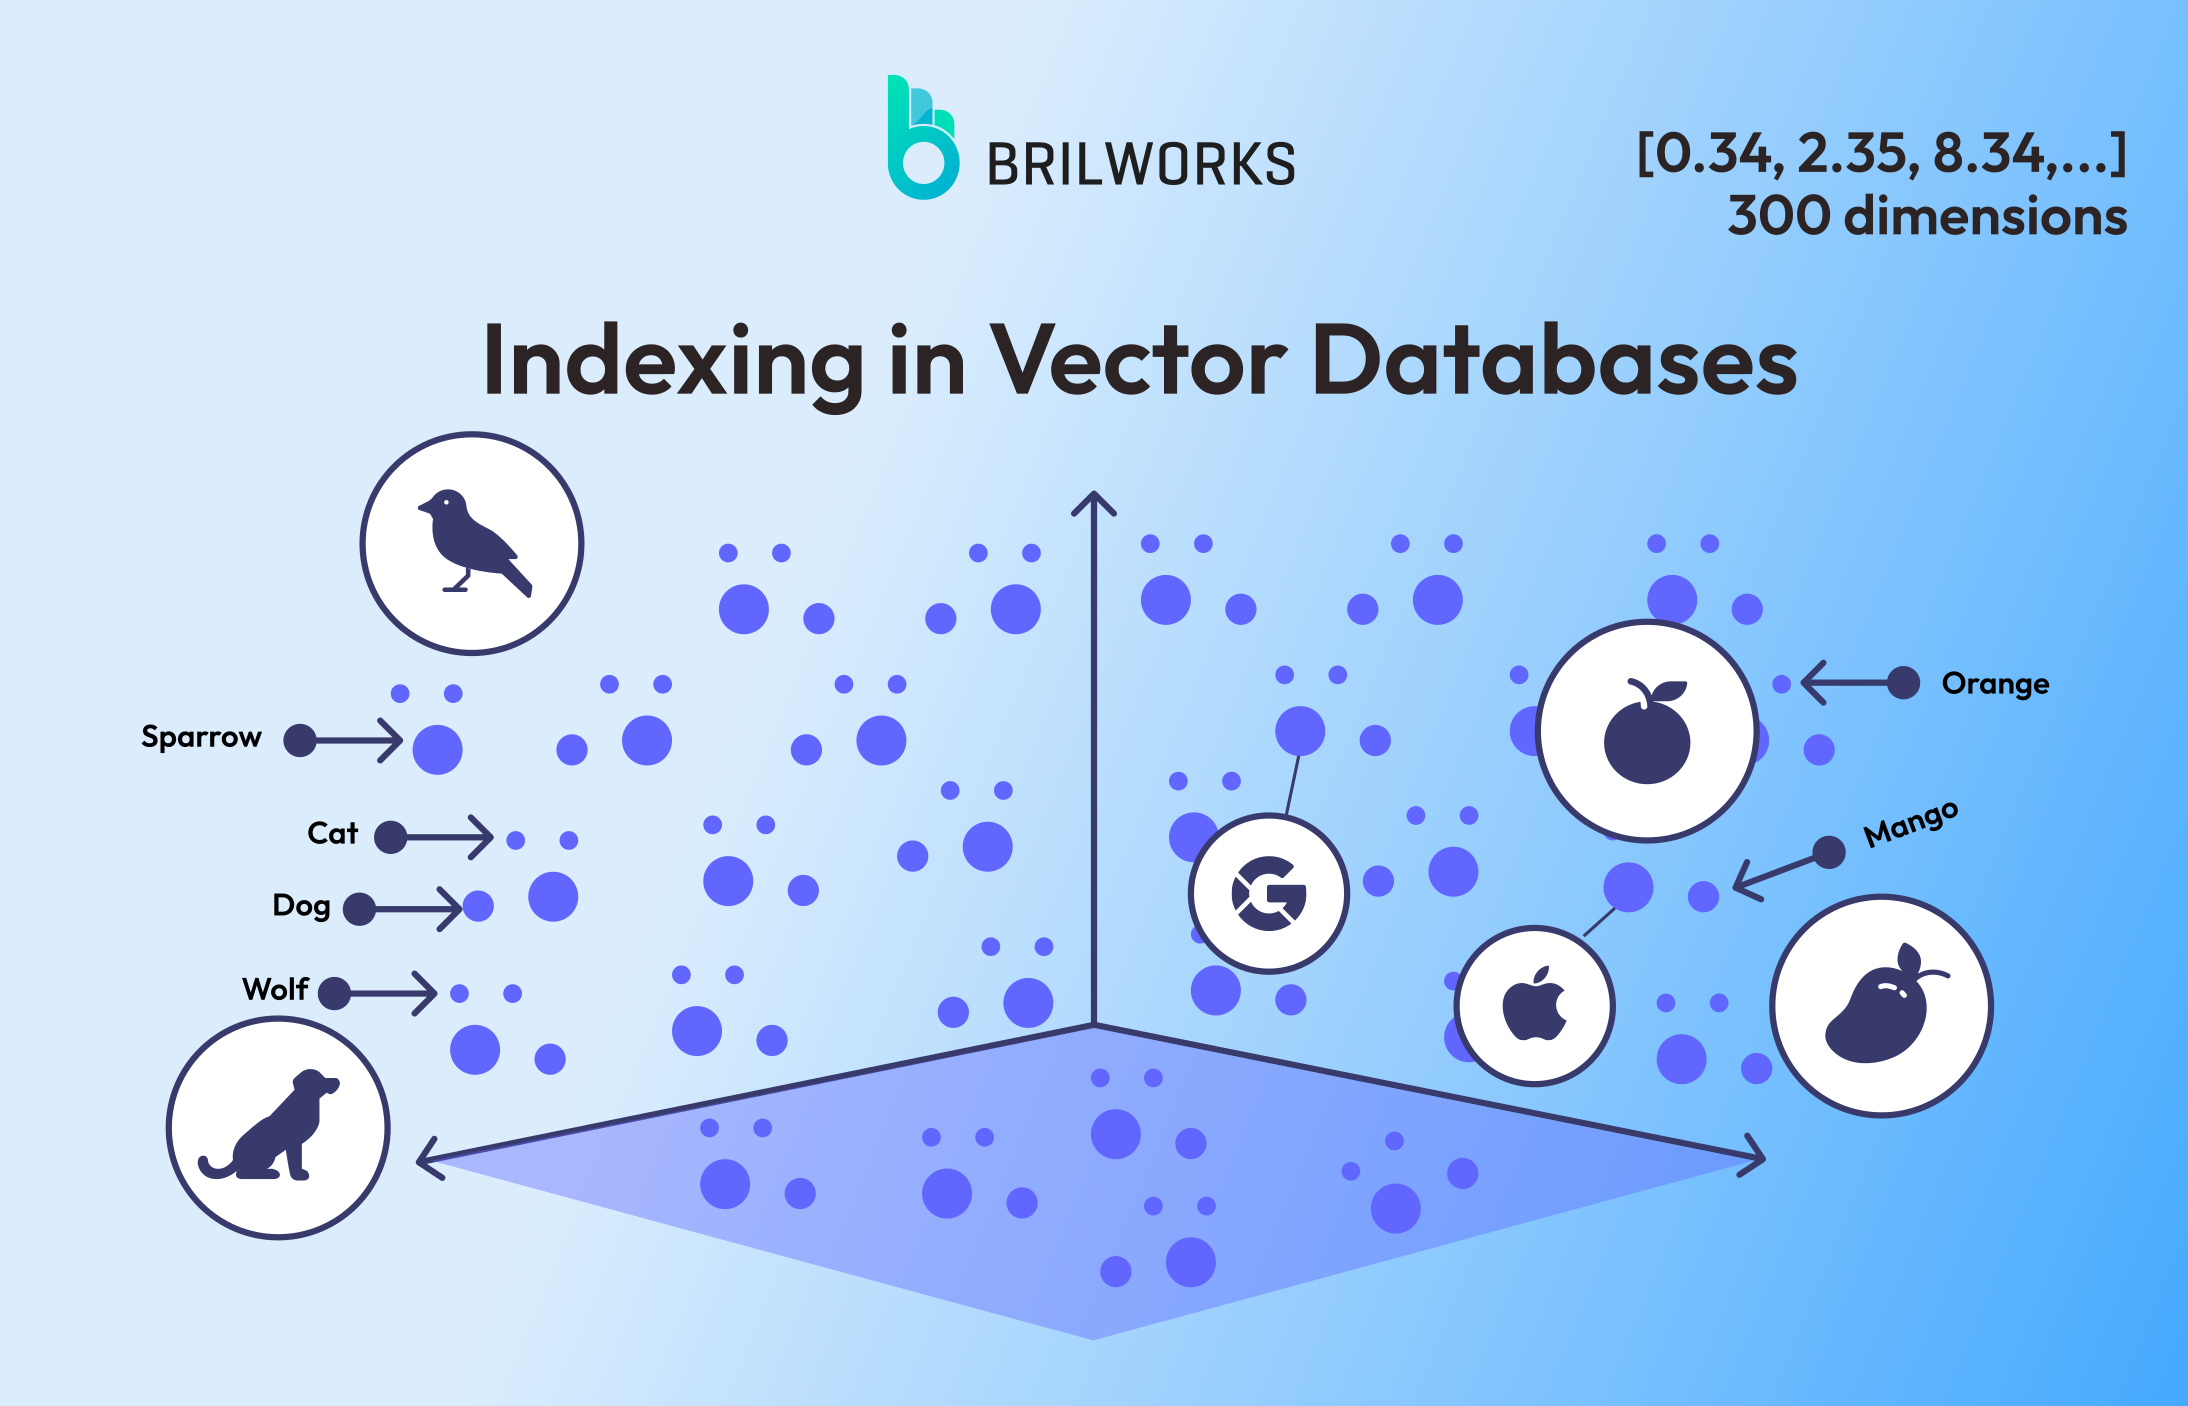 BRILWORKS
[0.34, 2.35, 8.34,...]
300 dimensions
Indexing in Vector Databases
Sparrow
Cat
Dog
Wolf
Orange
Mango
G